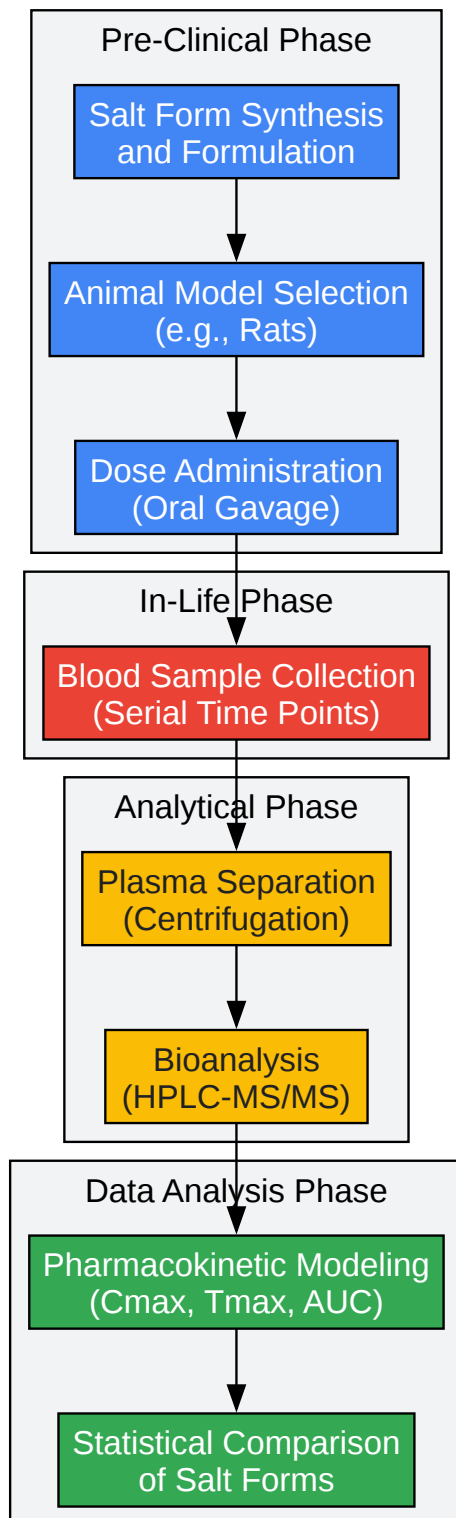 Pre-Clinical Phase
Salt Form Synthesis
and Formulation
Animal Model Selection
(e.g., Rats)
Dose Administration
(Oral Gavage)
In-Life Phase
Blood Sample Collection
(Serial Time Points)
Analytical Phase
Plasma Separation
(Centrifugation)
Bioanalysis
(HPLC-MS/MS)
Data Analysis Phase
Pharmacokinetic Modeling
(Cmax, Tmax, AUC)
Statistical Comparison
of Salt Forms